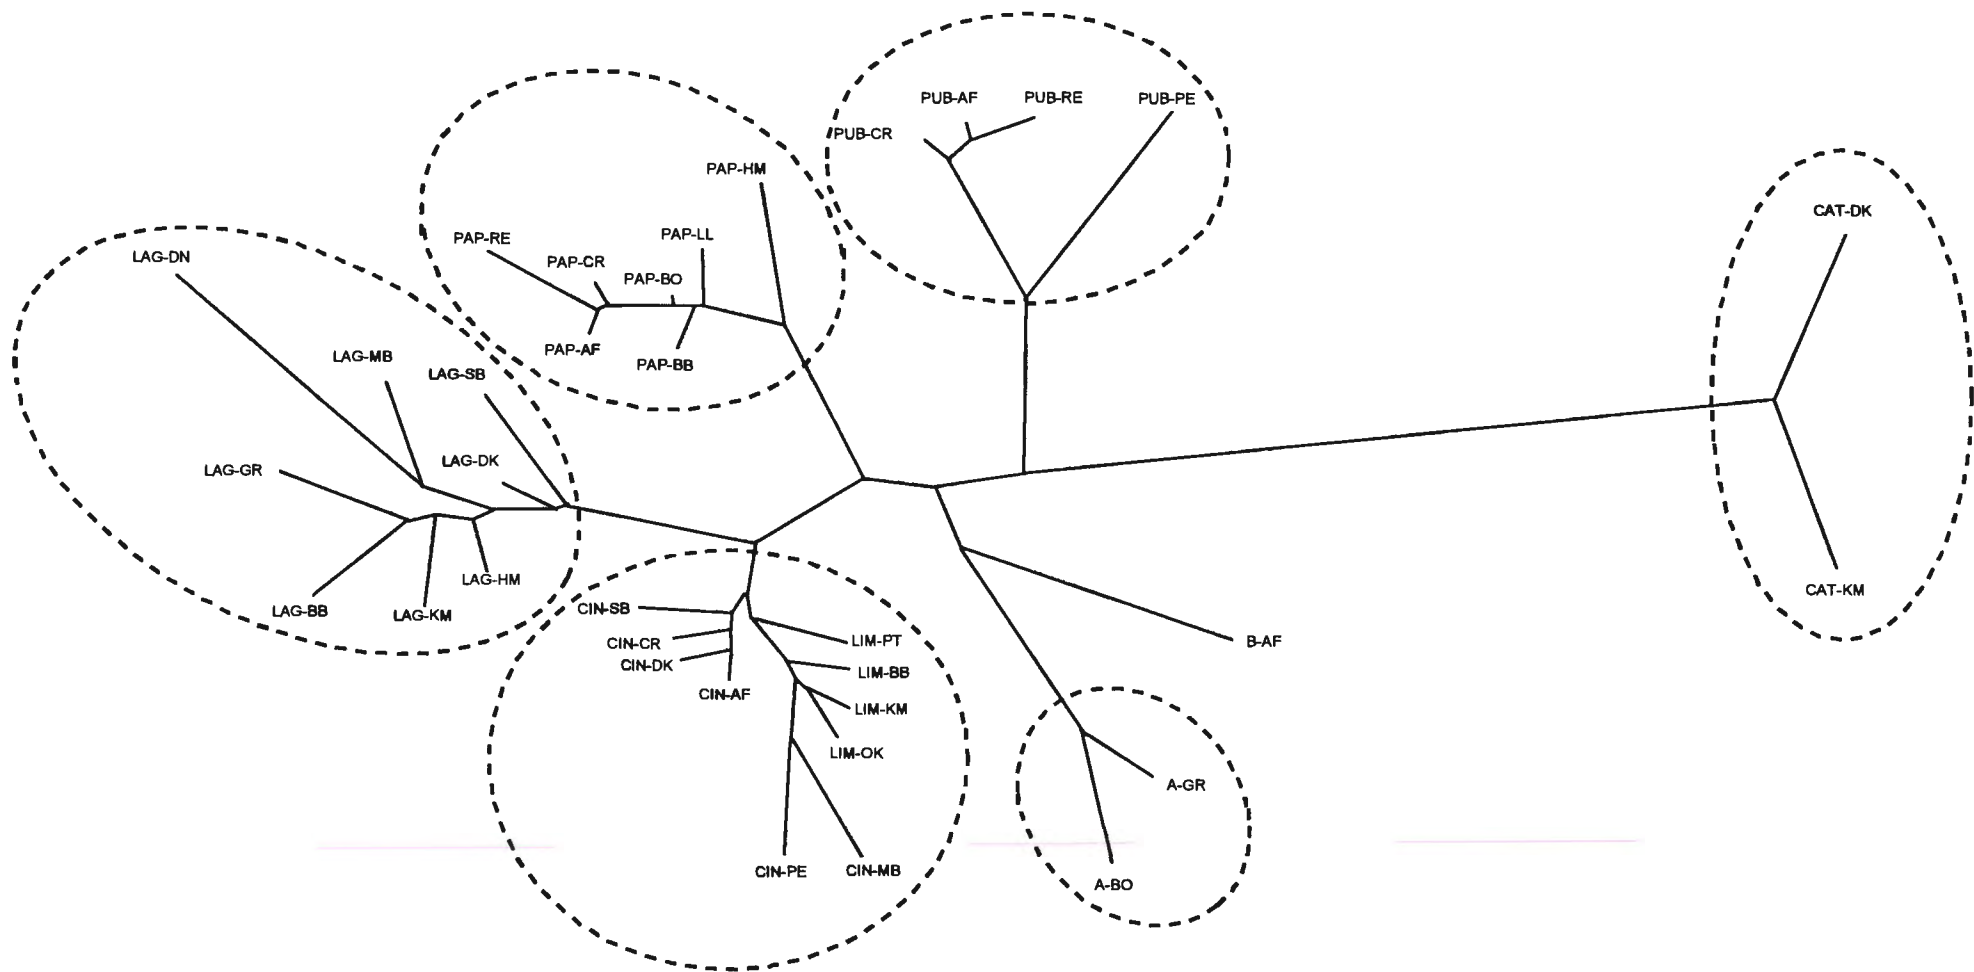 PUB-AF
PUB-RE
PUB-PE
PUB-CR
PAP-HM
CAT-DK
PAP-RE
PAP-LL
LAG-DN
PAP-CR
PAP-BO
PAP-AF
LAG-MB
PAP-BB
LAG-SB
LAG-DK
LAG-GR
LAG-HM
CAT-KM
LAG-BB
CIN-SB
LAG-KM
LIM-PT
B-AF
CIN-CR
CIN-DK
LIM-BB
CIN-AF
LIM-KM
LIM-OK
A-GR
CIN-PE
CIN-MB
A-BO